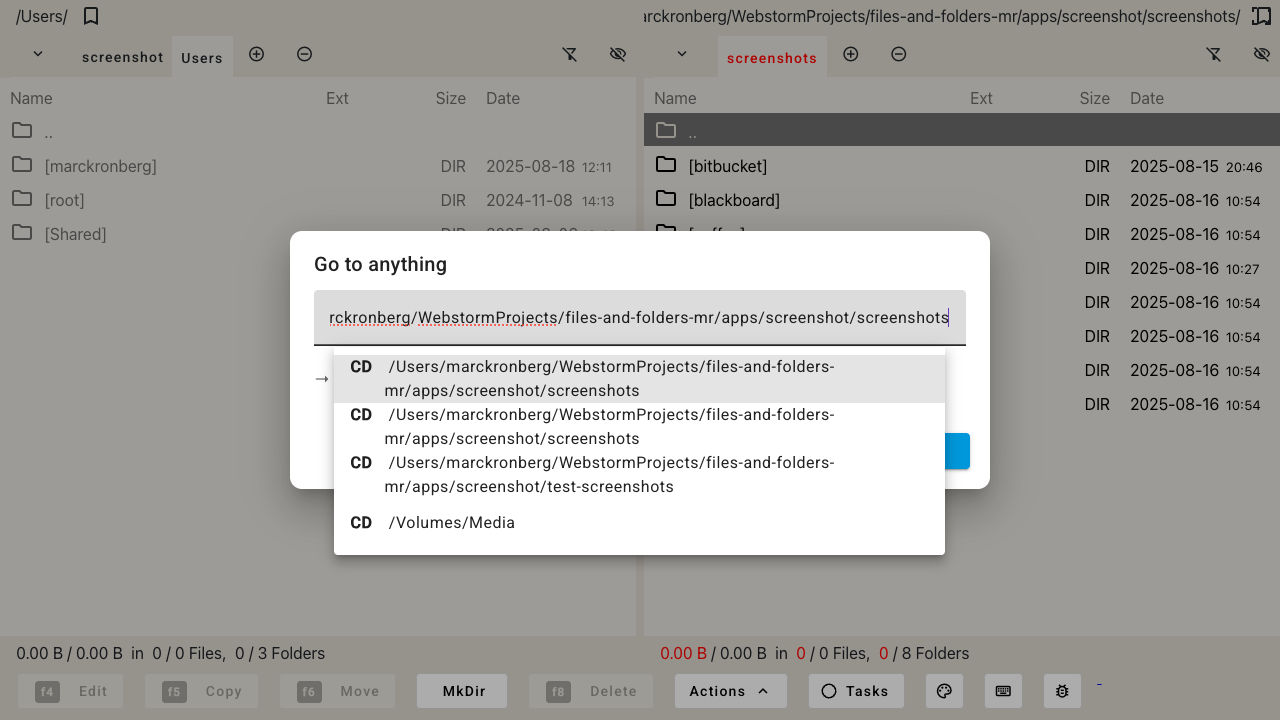 /Users/
rckronberg/WebstormProjects/files-and-folders-mr/apps/screenshot/screenshots/
screenshot Users
screenshots
Name Ext Size Date
Name Ext Size Date
..
..
[marckronberg] DIR 2025-08-18 12:11
[bitbucket] DIR 2025-08-15 20:46
[root] DIR 2024-11-08 14:13
[blackboard] DIR 2025-08-16 10:54
[Shared] DIR
DIR 2025-08-16 10:54
DIR 2025-08-16 10:27
DIR 2025-08-16 10:54
DIR 2025-08-16 10:54
DIR 2025-08-16 10:54
DIR 2025-08-16 10:54
Go to anything
rckronberg/WebstormProjects/files-and-folders-mr/apps/screenshot/screenshots
→
CD /Users/marckronberg/WebstormProjects/files-and-folders-
mr/apps/screenshot/screenshots
CD /Users/marckronberg/WebstormProjects/files-and-folders-
mr/apps/screenshot/screenshots
CD /Users/marckronberg/WebstormProjects/files-and-folders-
mr/apps/screenshot/test-screenshots
CD /Volumes/Media
0.00 B / 0.00 B in 0 / 0 Files, 0 / 3 Folders
0.00 B / 0.00 B in 0 / 0 Files, 0 / 8 Folders
f4 Edit f5 Copy f6 Move MkDir f8 Delete Actions Tasks -